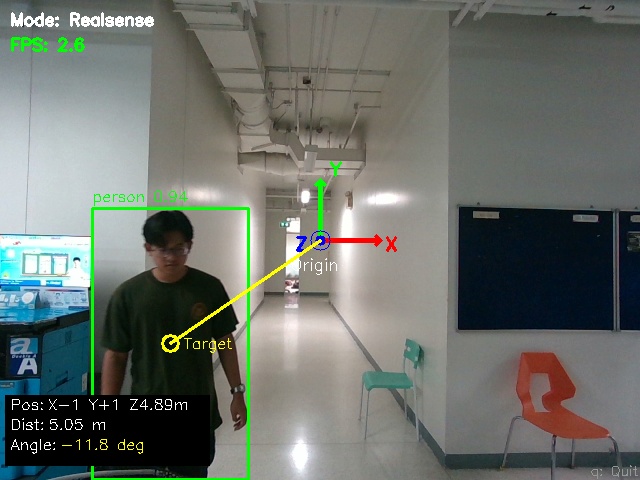 Mode: Realsense
FPS: 2.6
person 0.94
Y
Z
X
Origin
Target
a
A
Pos: X-1 Y+1 Z4.89m
Dist: 5.05 m
Angle: -11.8 deg
q: Quit